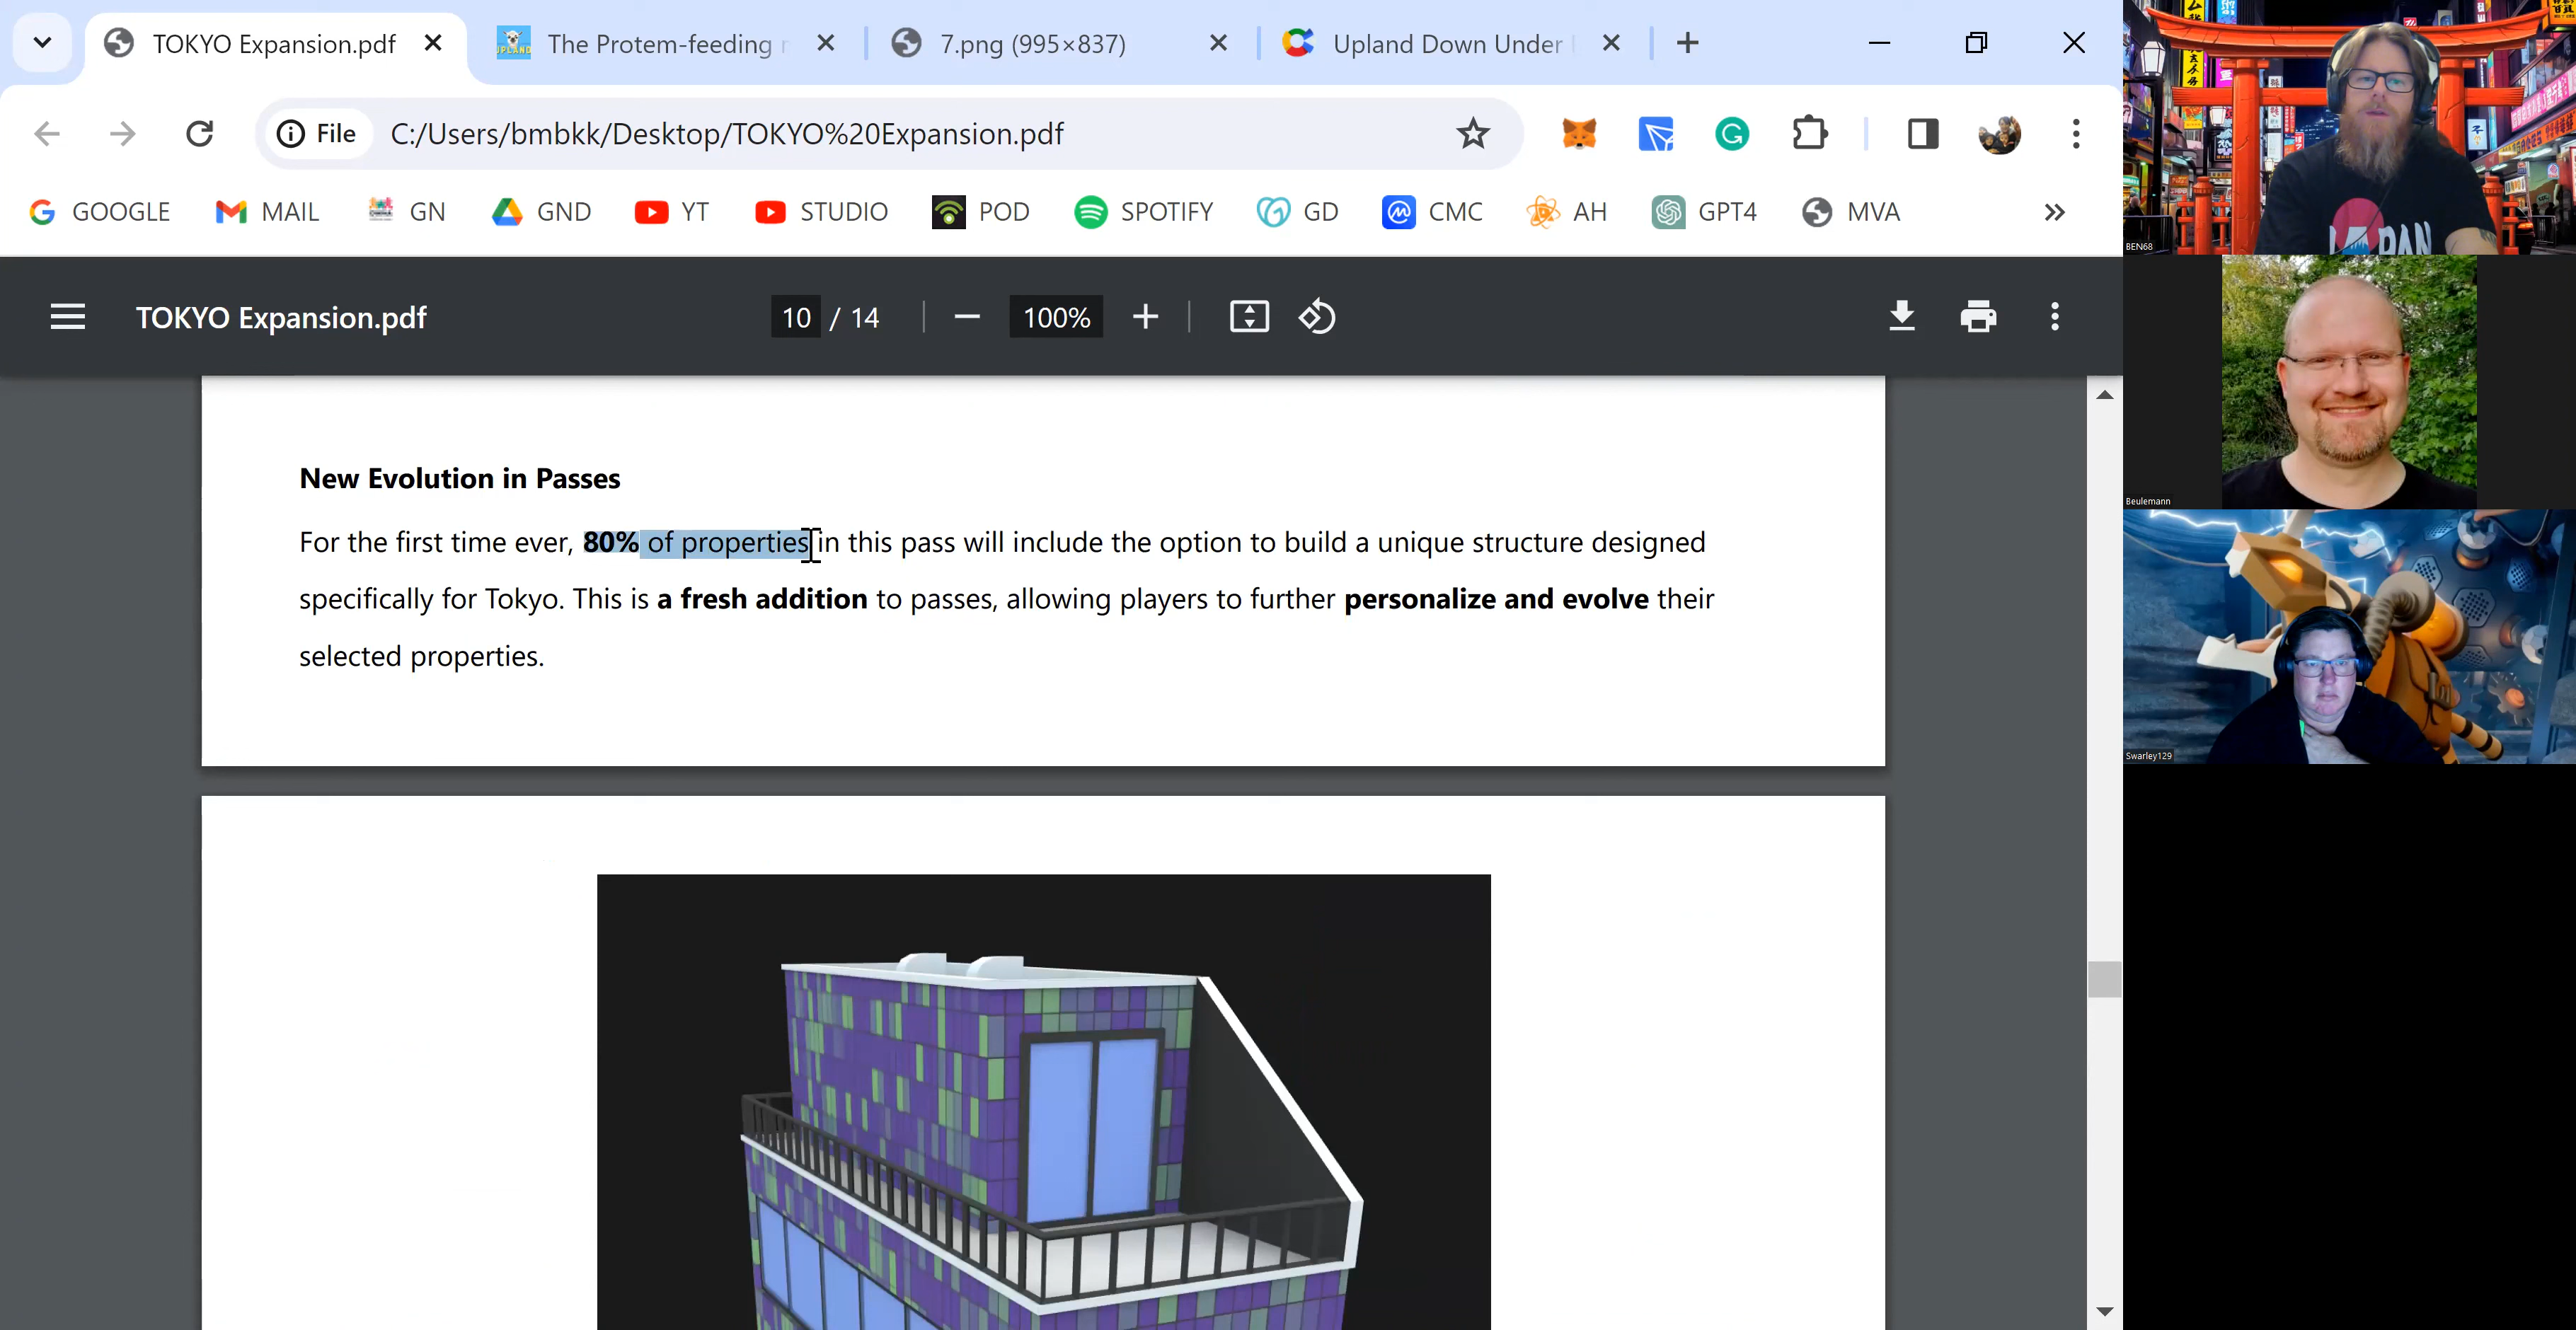 TOKYO Expansion.pdf
The Protem-feeding
7.png (995×837)
Upland Down Under
File
C:/Users/bmbkk/Desktop/TOKYO%20Expansion.pdf
GOOGLE
MAIL
GN
GND
YT
STUDIO
POD
SPOTIFY
GD
CMC
AH
GPT4
MVA
TOKYO Expansion.pdf
10 / 14
100%
New Evolution in Passes
For the first time ever, 80% of properties in this pass will include the option to build a unique structure designed
specifically for Tokyo. This is a fresh addition to passes, allowing players to further personalize and evolve their
selected properties.
BEN68
JAPAN
Beulemann
Swarley129